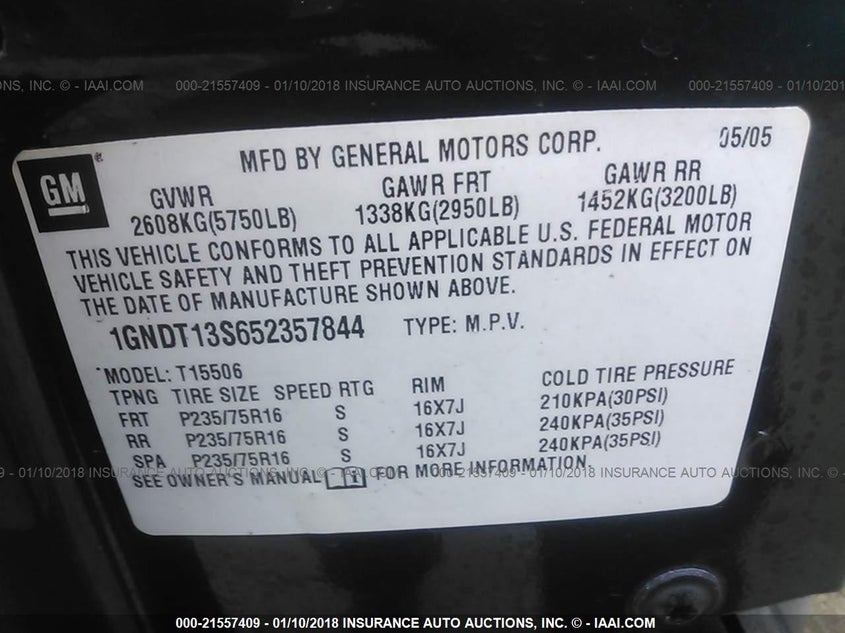 000-21557409 - 01/10/2018 INSURANCE AUTO AUCTIONS, INC. © - IAAI.COM
GM
MFD BY GENERAL MOTORS CORP. 05/05
GVWR GAWR FRT GAWR RR
2608KG(5750LB) 1338KG(2950LB) 1452KG(3200LB)
THIS VEHICLE CONFORMS TO ALL APPLICABLE U.S. FEDERAL MOTOR
VEHICLE SAFETY AND THEFT PREVENTION STANDARDS IN EFFECT ON
THE DATE OF MANUFACTURE SHOWN ABOVE.
1GNDT13S652357844 TYPE: M.P.V.
MODEL: T15506
TPNG TIRE SIZE SPEED RTG RIM COLD TIRE PRESSURE
FRT P235/75R16 S 16X7J 210KPA(30PSI)
RR P235/75R16 S 16X7J 240KPA(35PSI)
SPA P235/75R16 S 16X7J 240KPA(35PSI)
SEE OWNER'S MANUAL FOR MORE INFORMATION.
000-21557409 - 01/10/2018 INSURANCE AUTO AUCTIONS, INC. © - IAAI.COM
000-21557409 - 01/10/2018 INSURANCE AUTO AUCTIONS, INC. © - IAAI.COM